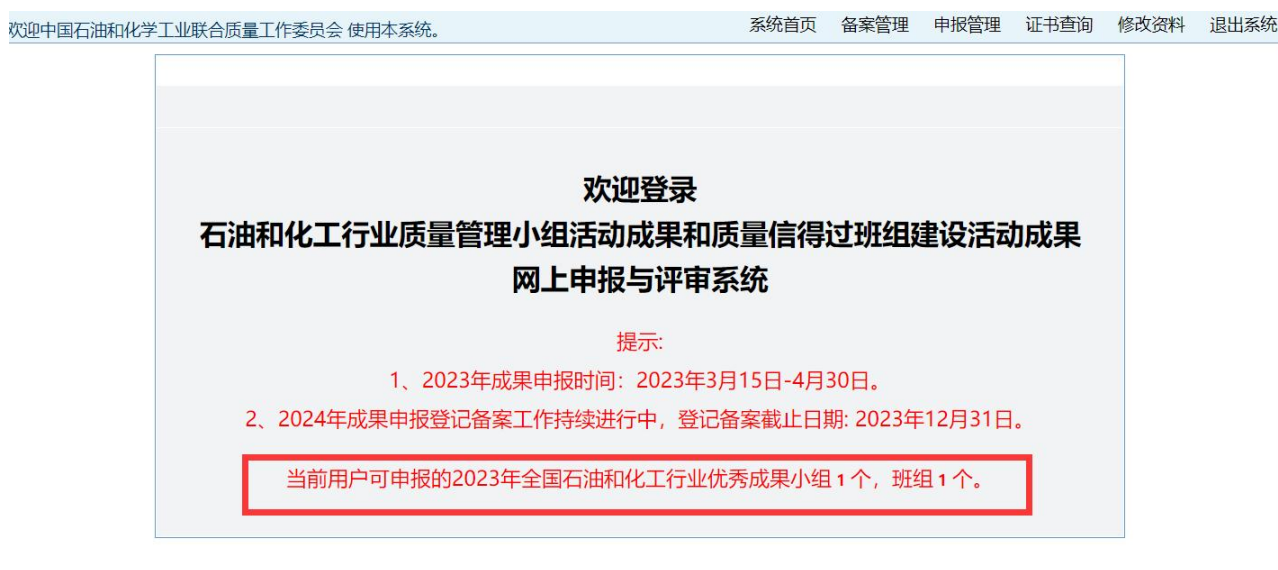 欢迎中国石油和化学工业联合质量工作委员会 使用本系统。
系统首页 备案管理 申报管理 证书查询 修改资料 退出系统
欢迎登录
石油和化工行业质量管理小组活动成果和质量信得过班组建设活动成果
网上申报与评审系统
提示:
1、2023年成果申报时间：2023年3月15日-4月30日。
2、2024年成果申报登记备案工作持续进行中，登记备案截止日期: 2023年12月31日。
当前用户可申报的2023年全国石油和化工行业优秀成果小组 1 个，班组 1 个。